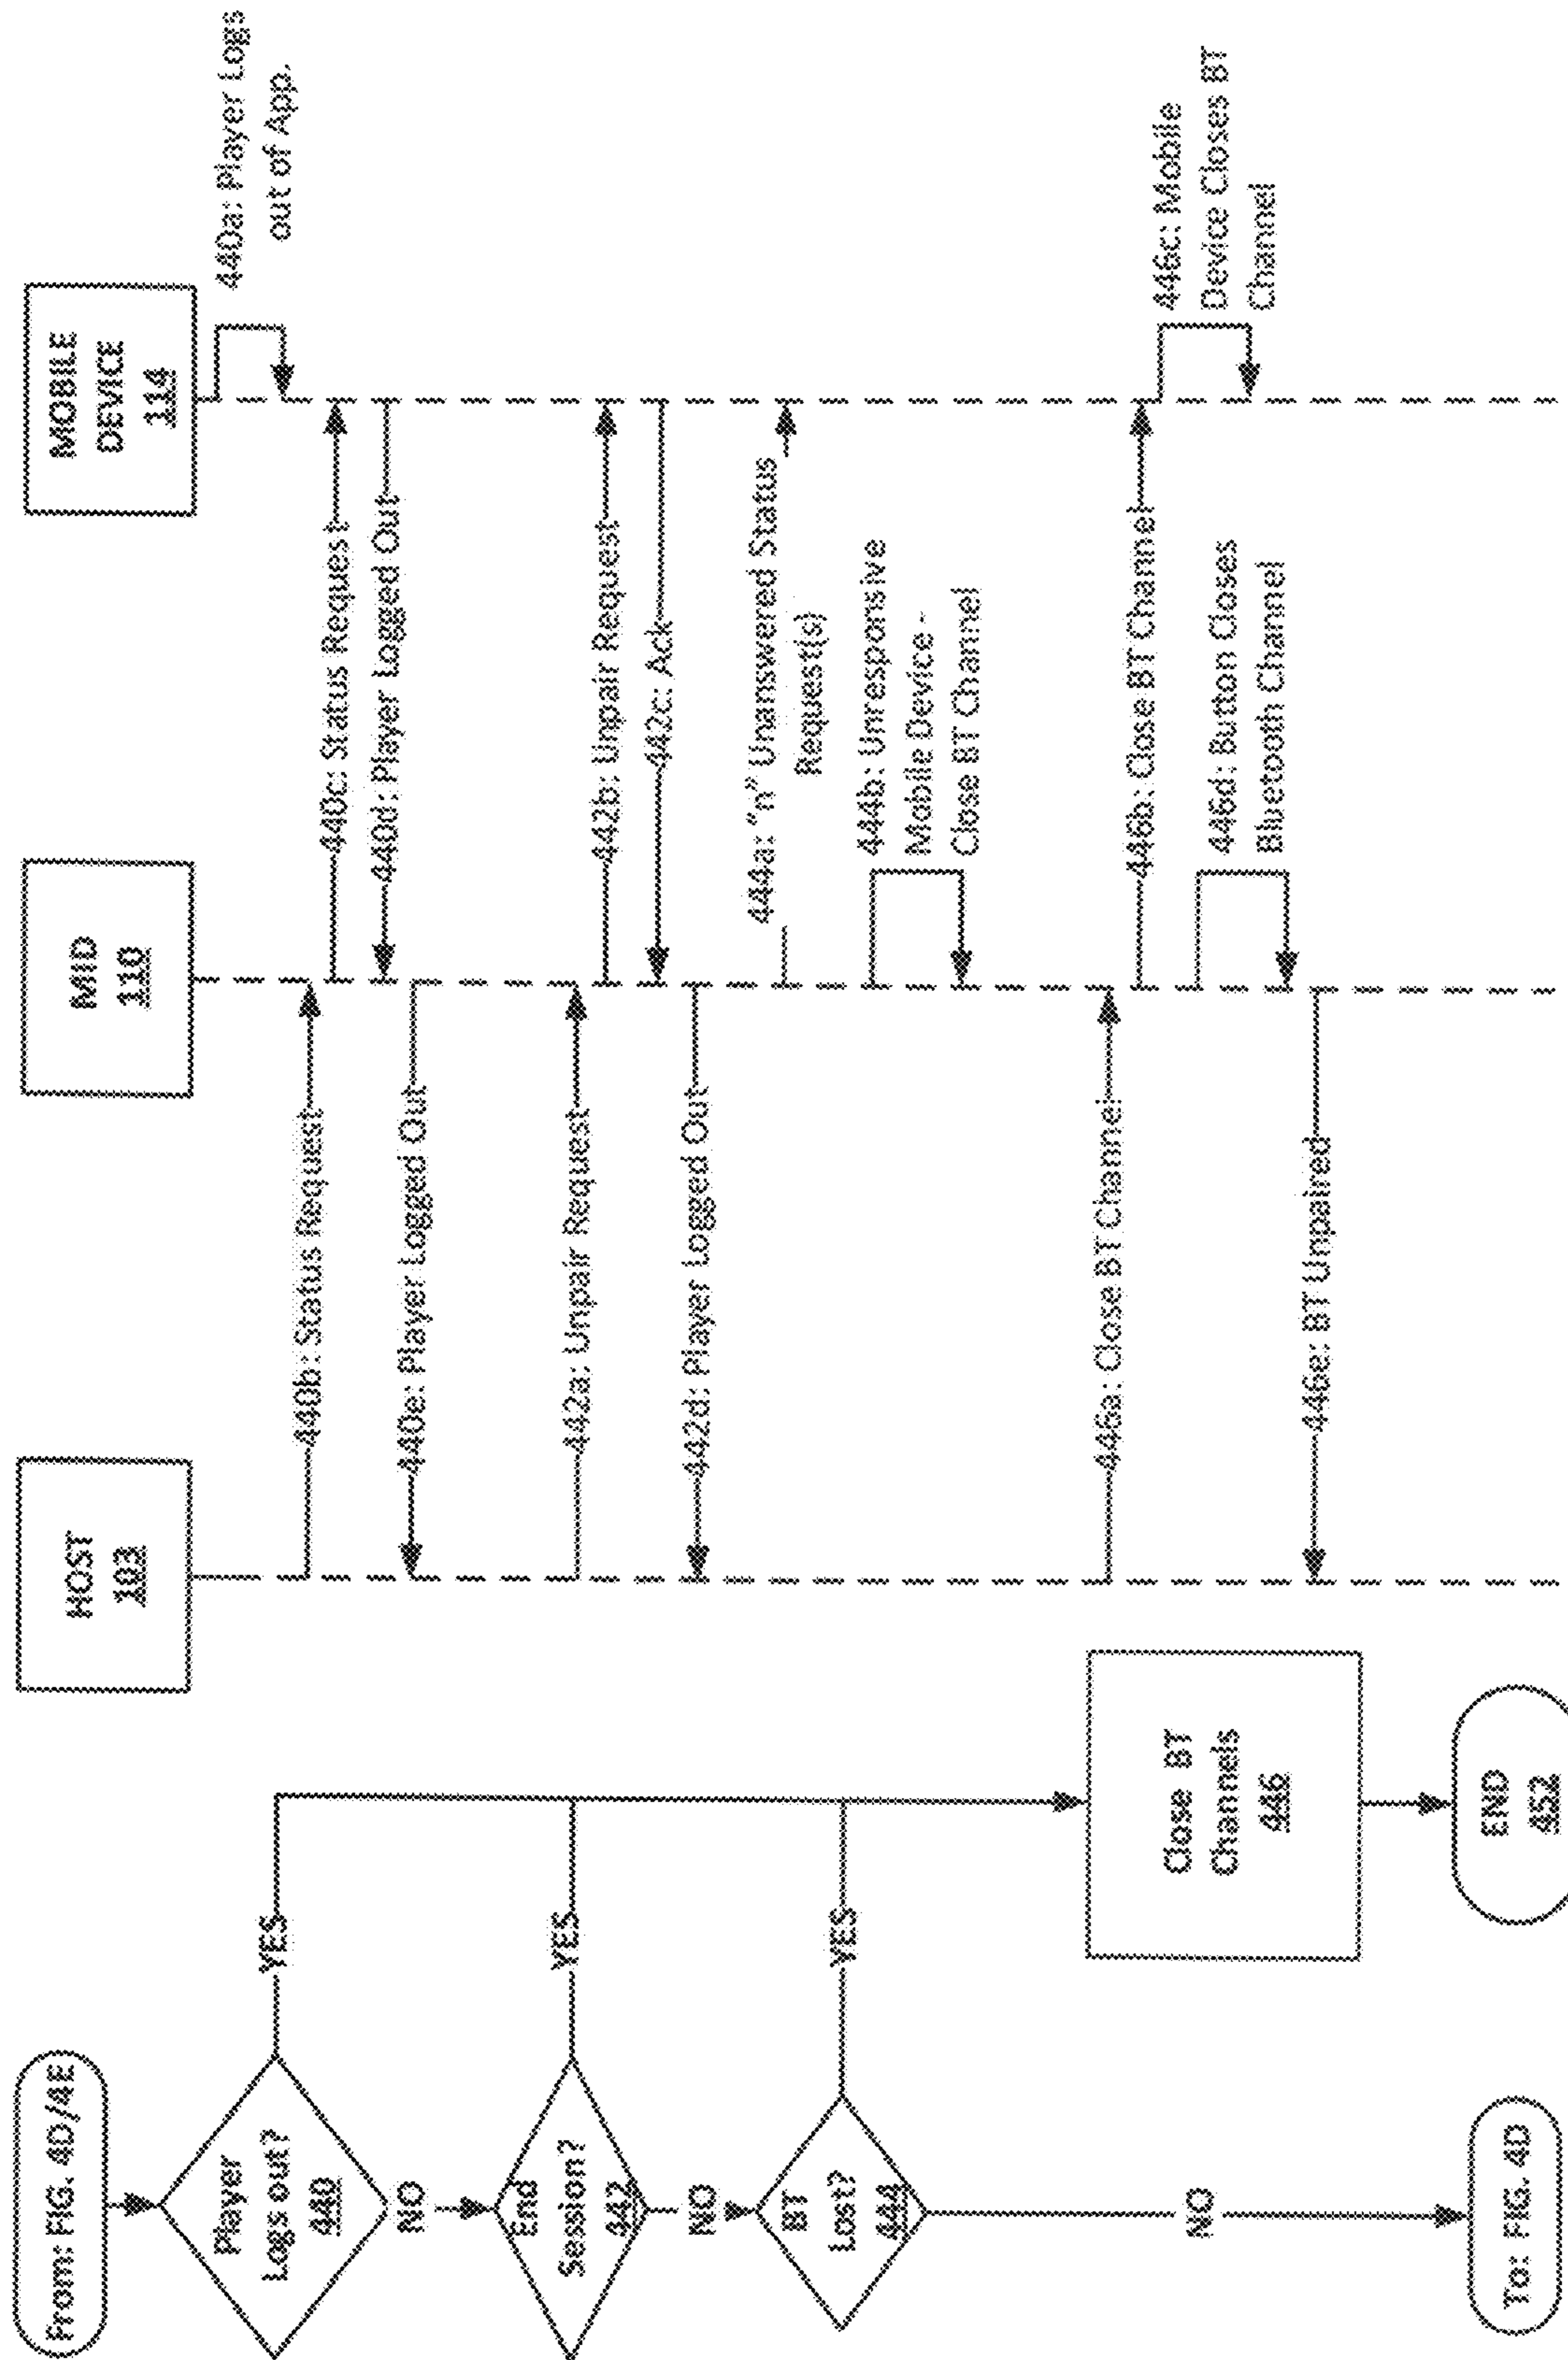 From: FIG. 4D/4E
Player
Logs out?
440
YES
NO
End
Session?
442
YES
NO
BT
Lost?
444
YES
NO
To: FIG. 4D
Close BT
Channels
446
END
452
HOST
103
MID
110
MOBILE
DEVICE
114
440a: Player Logs
out of App.
440b: Status Request
440c: Status Request
440d: Player Logged Out
440e: Player Logged Out
442a: Unpair Request
442b: Unpair Request
442c: Ack
442d: Player Logged Out
444a: "n" Unanswered Status
Request(s)
444b: Unresponsive
Mobile Device -
Close BT Channel
446a: Close BT Channel
446b: Close BT Channel
446c: Mobile
Device Closes BT
Channel
446d: Button Closes
Bluetooth Channel
446e: BT Unpaired